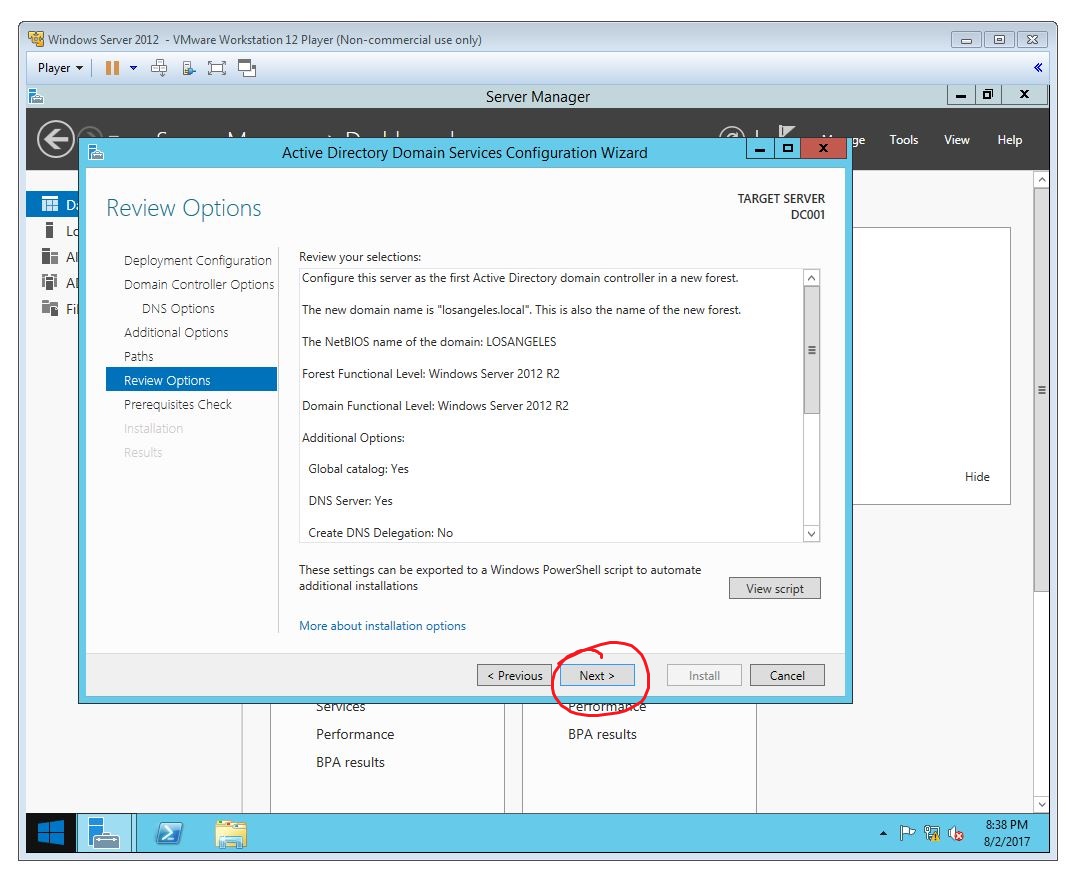 Windows Server 2012 - VMware Workstation 12 Player (Non-commercial use only)
Player
Server Manager
Tools
View
Help
Active Directory Domain Services Configuration Wizard
Review Options
TARGET SERVER
DC001
Deployment Configuration
Domain Controller Options
DNS Options
Additional Options
Paths
Review Options
Prerequisites Check
Installation
Results
Review your selections:
Configure this server as the first Active Directory domain controller in a new forest.
The new domain name is "losangeles.local". This is also the name of the new forest.
The NetBIOS name of the domain: LOSANGELES
Forest Functional Level: Windows Server 2012 R2
Domain Functional Level: Windows Server 2012 R2
Additional Options:
Global catalog: Yes
DNS Server: Yes
Create DNS Delegation: No
These settings can be exported to a Windows PowerShell script to automate
additional installations
View script
More about installation options
< Previous
Next >
Install
Cancel
Hide
Services
Performance
BPA results
Performance
BPA results
8:38 PM
8/2/2017